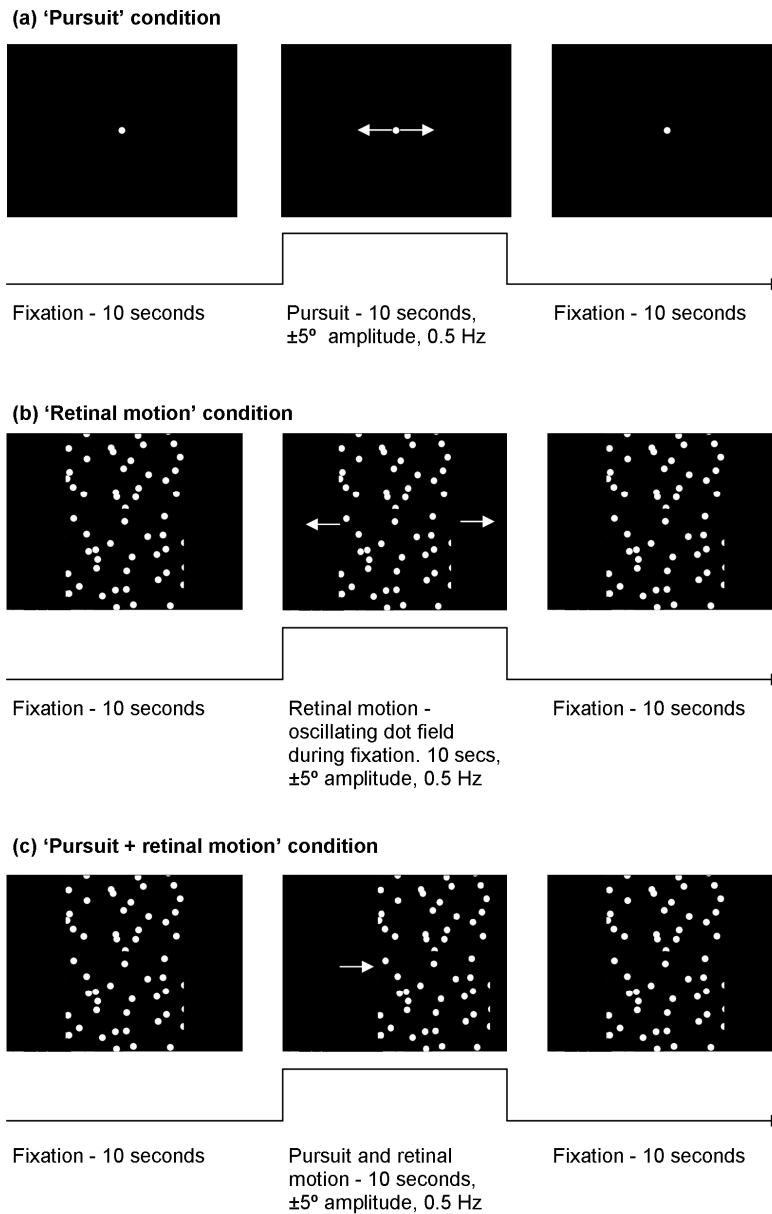 (a) ‘Pursuit’ condition
Fixation - 10 seconds
Pursuit - 10 seconds,
±5º  amplitude, 0.5 Hz
Fixation - 10 seconds
(b) ‘Retinal motion’ condition
Fixation - 10 seconds
Retinal motion -
oscillating dot field
during fixation. 10 secs,
±5º amplitude, 0.5 Hz
Fixation - 10 seconds
(c) ‘Pursuit + retinal motion’ condition
Fixation - 10 seconds
Pursuit and retinal
motion - 10 seconds,
±5º amplitude, 0.5 Hz
Fixation - 10 seconds